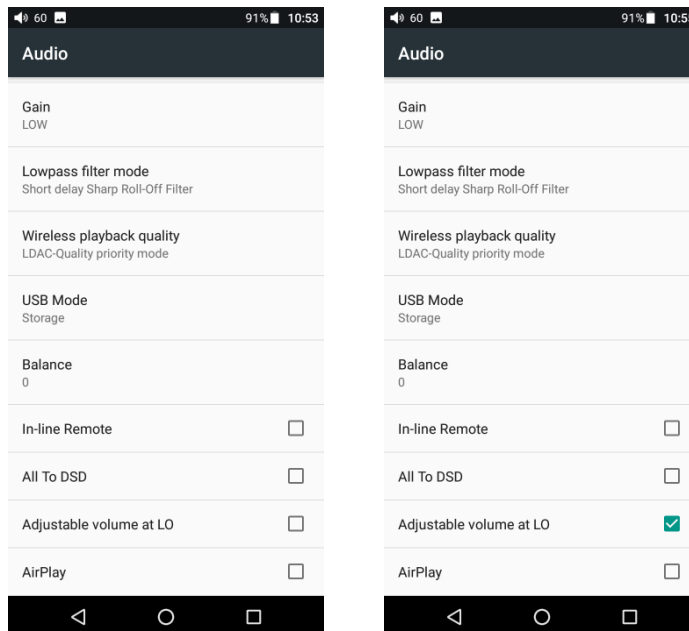 60
91% 10:53
Audio
Gain
LOW
Lowpass filter mode
Short delay Sharp Roll-Off Filter
Wireless playback quality
LDAC-Quality priority mode
USB Mode
Storage
Balance
0
In-line Remote
All To DSD
Adjustable volume at LO
AirPlay
60
91% 10:5
Audio
Gain
LOW
Lowpass filter mode
Short delay Sharp Roll-Off Filter
Wireless playback quality
LDAC-Quality priority mode
USB Mode
Storage
Balance
0
In-line Remote
All To DSD
Adjustable volume at LO
AirPlay